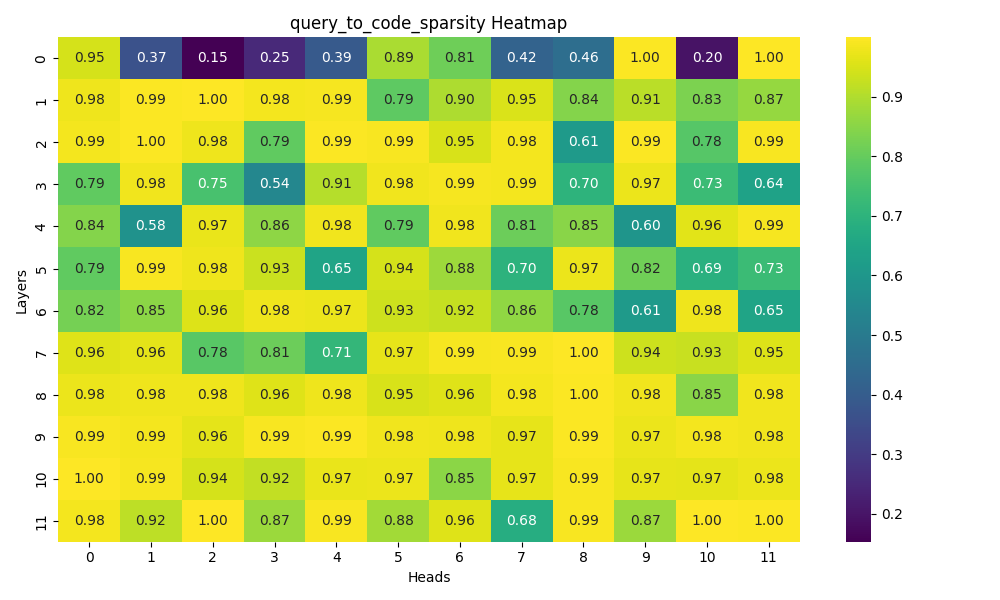 query_to_code_sparsity Heatmap
Layers
0 0.95 0.37 0.15 0.25 0.39 0.89 0.81 0.42 0.46 1.00 0.20 1.00
1 0.98 0.99 1.00 0.98 0.99 0.79 0.90 0.95 0.84 0.91 0.83 0.87
2 0.99 1.00 0.98 0.79 0.99 0.99 0.95 0.98 0.61 0.99 0.78 0.99
3 0.79 0.98 0.75 0.54 0.91 0.98 0.99 0.99 0.70 0.97 0.73 0.64
4 0.84 0.58 0.97 0.86 0.98 0.79 0.98 0.81 0.85 0.60 0.96 0.99
5 0.79 0.99 0.98 0.93 0.65 0.94 0.88 0.70 0.97 0.82 0.69 0.73
6 0.82 0.85 0.96 0.98 0.97 0.93 0.92 0.86 0.78 0.61 0.98 0.65
7 0.96 0.96 0.78 0.81 0.71 0.97 0.99 0.99 1.00 0.94 0.93 0.95
8 0.98 0.98 0.98 0.96 0.98 0.95 0.96 0.98 1.00 0.98 0.85 0.98
9 0.99 0.99 0.96 0.99 0.99 0.98 0.98 0.97 0.99 0.97 0.98 0.98
10 1.00 0.99 0.94 0.92 0.97 0.97 0.85 0.97 0.99 0.97 0.97 0.98
11 0.98 0.92 1.00 0.87 0.99 0.88 0.96 0.68 0.99 0.87 1.00 1.00
0 1 2 3 4 5 6 7 8 9 10 11
Heads
0.9
0.8
0.7
0.6
0.5
0.4
0.3
0.2